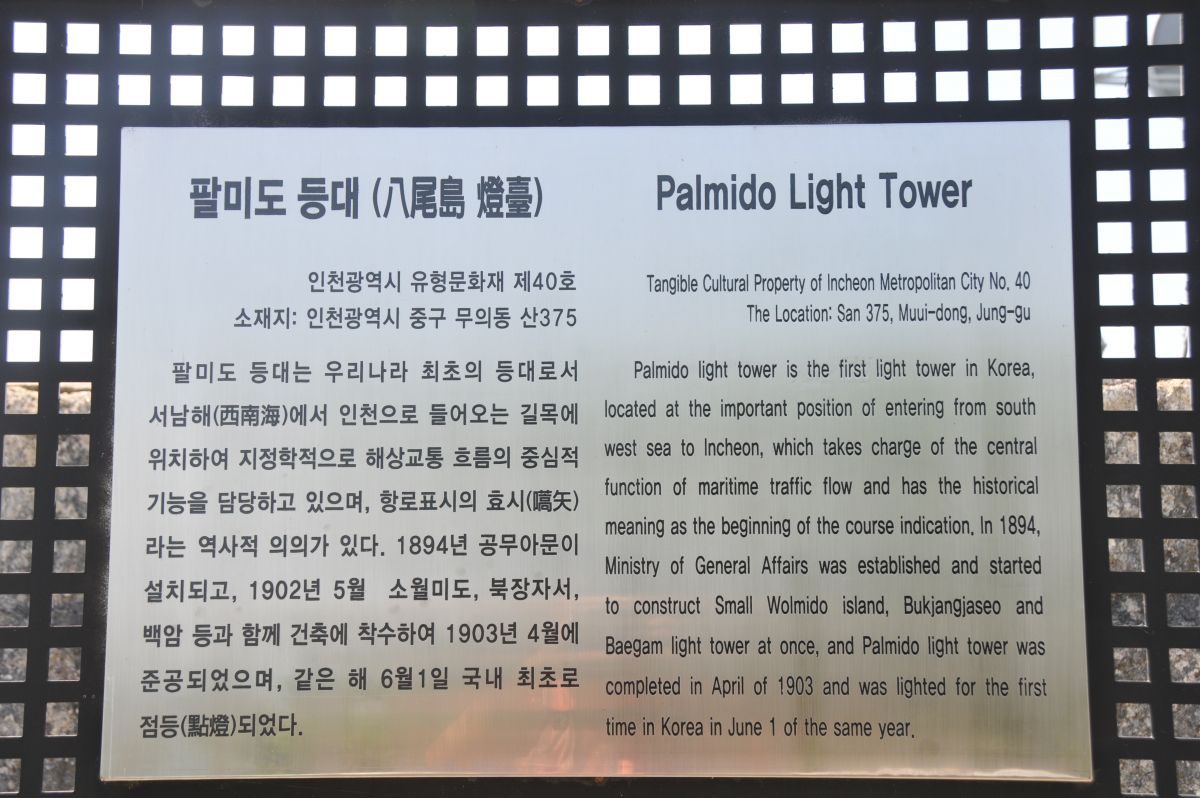 팔미도 등대 (八尾島 燈臺)
인천광역시 유형문화재 제40호
소재지: 인천광역시 중구 무의동 산375
팔미도 등대는 우리나라 최초의 등대로서
서남해(西南海)에서 인천으로 들어오는 길목에
위치하여 지정학적으로 해상교통 흐름의 중심적
기능을 담당하고 있으며, 항로표시의 효시(嚆矢)
라는 역사적 의의가 있다. 1894년 공무아문이
설치되고, 1902년 5월 소월미도, 북장자서,
백암 등과 함께 건축에 착수하여 1903년 4월에
준공되었으며, 같은 해 6월1일 국내 최초로
점등(點燈)되었다.
Palmido Light Tower
Tangible Cultural Property of Incheon Metropolitan City No. 40
The Location: San 375, Muui-dong, Jung-gu
Palmido light tower is the first light tower in Korea,
located at the important position of entering from south
west sea to Incheon, which takes charge of the central
function of maritime traffic flow and has the historical
meaning as the beginning of the course indication. In 1894,
Ministry of General Affairs was established and started
to construct Small Wolmido island, Bukjangjaseo and
Baegam light tower at once, and Palmido light tower was
completed in April of 1903 and was lighted for the first
time in Korea in June 1 of the same year.